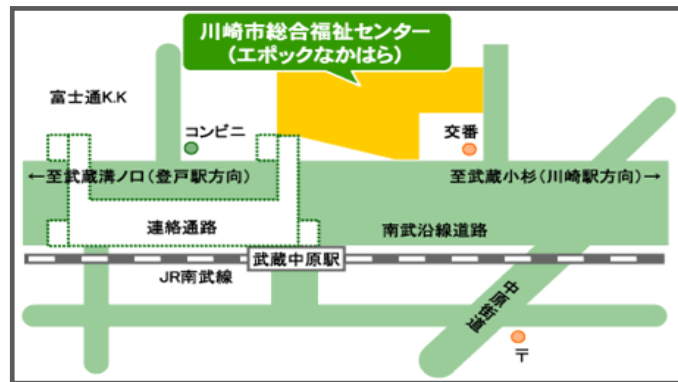 川崎市総合福祉センター
(エポックなかはら)
富士通K.K
コンビニ
交番
←至武蔵溝ノ口(登戸駅方向)
至武蔵小杉(川崎駅方向)→
連絡通路
南武沿線道路
武蔵中原駅
JR南武線
中原街道
〒